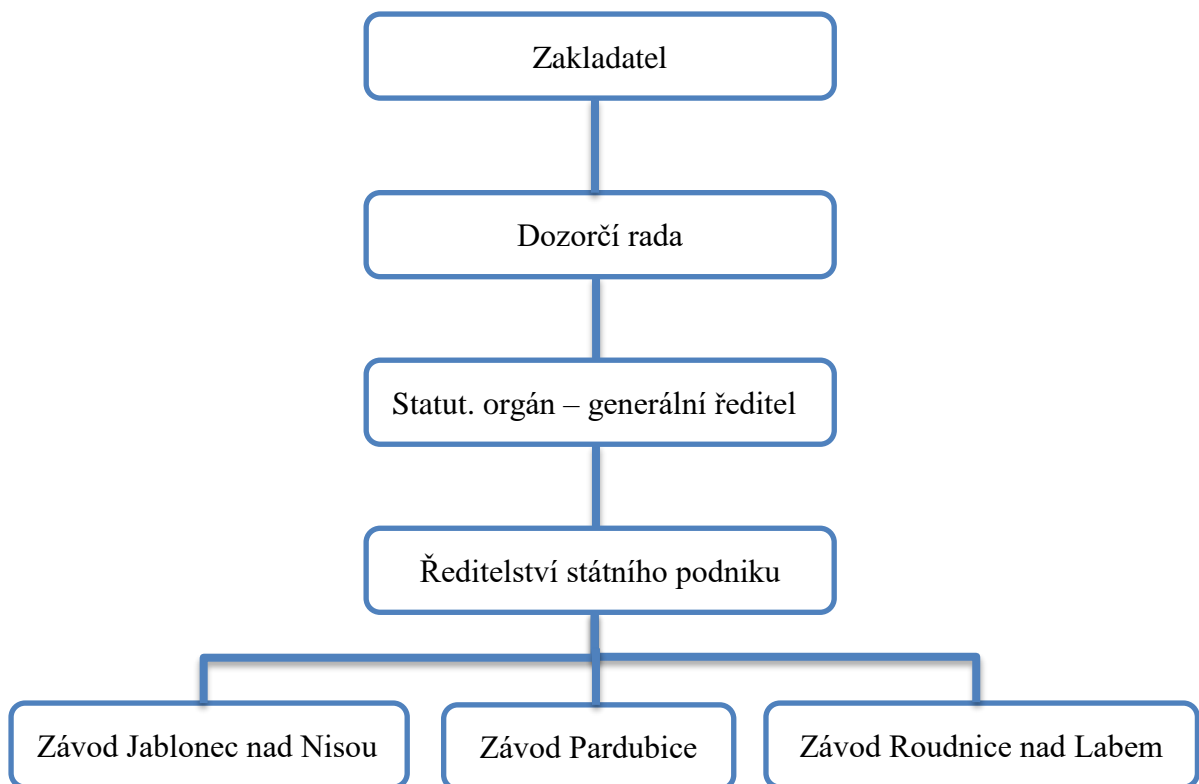 Zakladatel
Dozorčí rada
Statut. orgán – generální ředitel
Ředitelství státního podniku
Závod Jablonec nad Nisou
Závod Pardubice
Závod Roudnice nad Labem